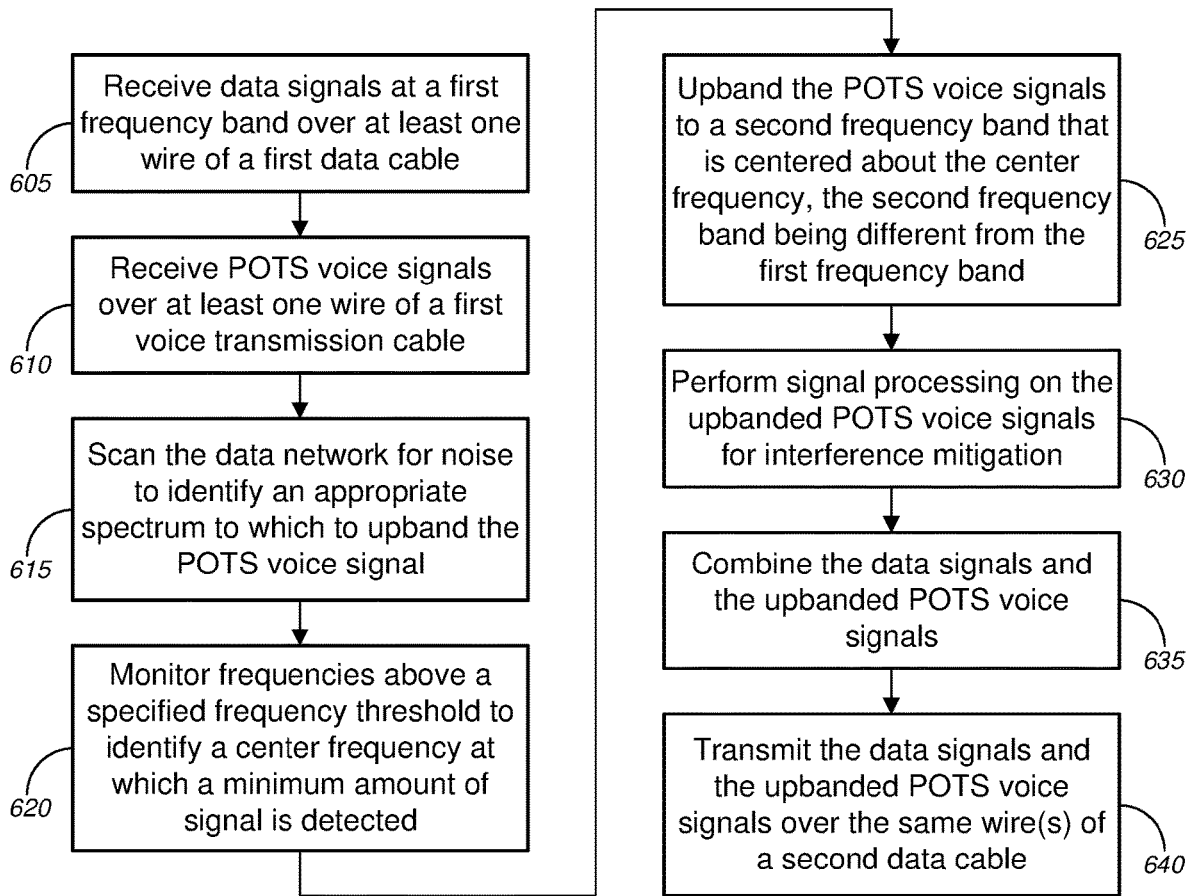 Receive data signals at a first
frequency band over at least one
wire of a first data cable
605
Receive POTS voice signals
over at least one wire of a first
voice transmission cable
610
Scan the data network for noise
to identify an appropriate
spectrum to which to upband the
POTS voice signal
615
Monitor frequencies above a
specified frequency threshold to
identify a center frequency at
which a minimum amount of
signal is detected
620
Upband the POTS voice signals
to a second frequency band that
is centered about the center
frequency, the second frequency
band being different from the
first frequency band
625
Perform signal processing on the
upbanded POTS voice signals
for interference mitigation
630
Combine the data signals and
the upbanded POTS voice
signals
635
Transmit the data signals and
the upbanded POTS voice
signals over the same wire(s) of
a second data cable
640